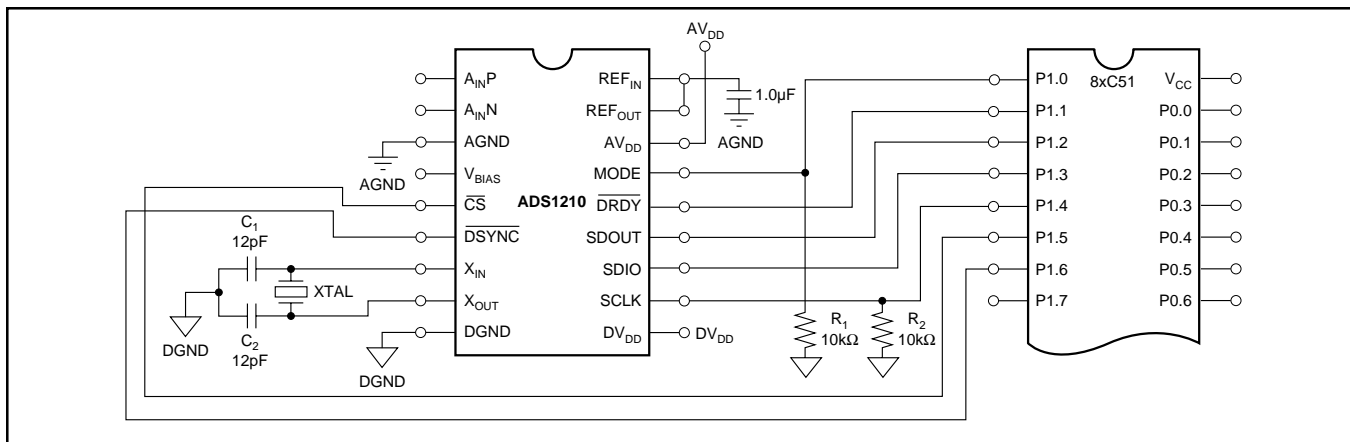 AVDD
AINP
AINN
AGND
VBIAS
CS
DSYNC
XIN
XOUT
DGND
ADS1210
REFIN
REFOUT
AVDD
MODE
DRDY
SDOUT
SDIO
SCLK
DVDD
DVDD
1.0µF
AGND
AGND
C1
12pF
XTAL
DGND
C2
12pF
DGND
R1
10kΩ
R2
10kΩ
8xC51
P1.0
P1.1
P1.2
P1.3
P1.4
P1.5
P1.6
P1.7
VCC
P0.0
P0.1
P0.2
P0.3
P0.4
P0.5
P0.6